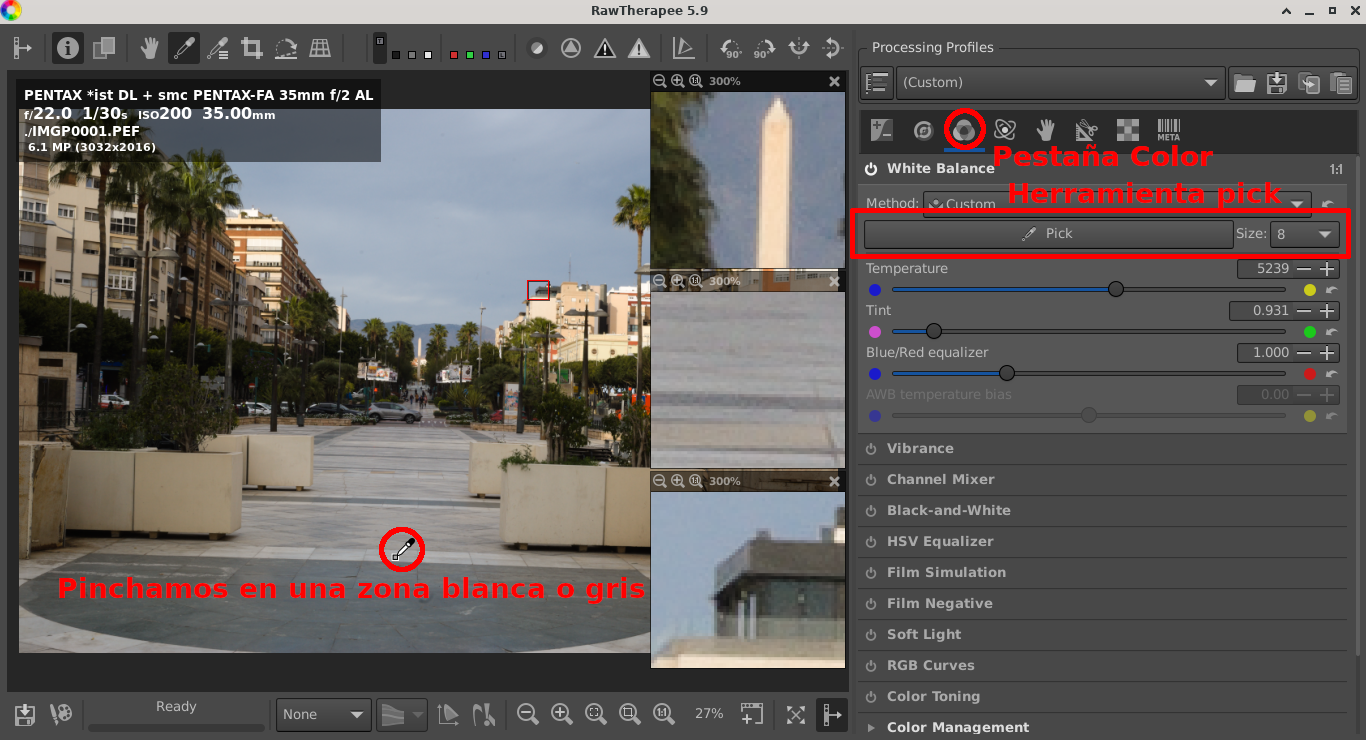 RawTherapee 5.9
PENTAX *ist DL + smc PENTAX-FA 35mm f/2 AL
f/22.0 1/30s ISO200 35.00mm
./IMGP0001.PEF
6.1 MP (3032x2016)
300%
300%
300%
Pinchamos en una zona blanca o gris
Ready
None
27%
1:1
Processing Profiles
(Custom)
META
Pestaña Color
White Balance
1:1
Herramienta pick
Method:
Custom
Pick
Size:
8
Temperature
5239
Tint
0.931
Blue/Red equalizer
1.000
AWB temperature bias
0.00
Vibrance
Channel Mixer
Black-and-White
HSV Equalizer
Film Simulation
Film Negative
Soft Light
RGB Curves
Color Toning
Color Management